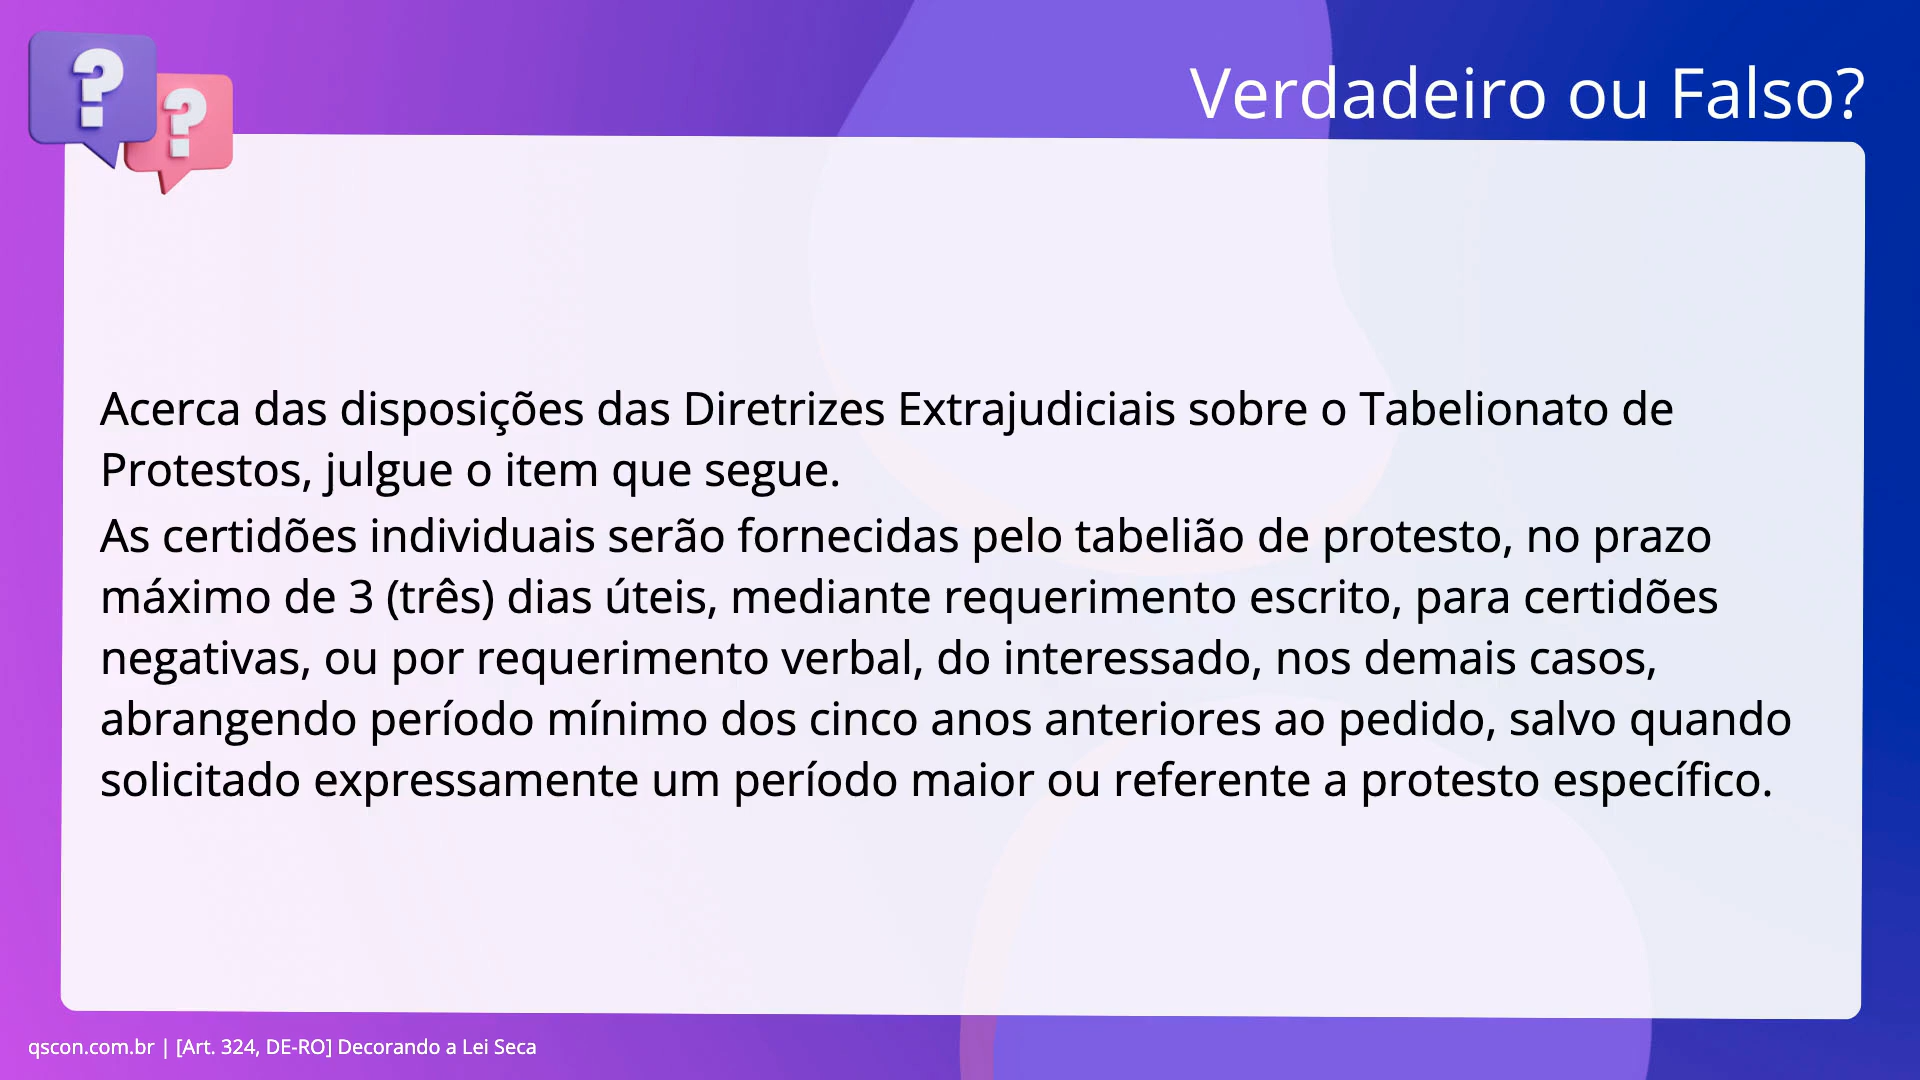 ? ?
Verdadeiro ou Falso?
Acerca das disposições das Diretrizes Extrajudiciais sobre o Tabelionato de
Protestos, julgue o item que segue.
As certidões individuais serão fornecidas pelo tabelião de protesto, no prazo
máximo de 3 (três) dias úteis, mediante requerimento escrito, para certidões
negativas, ou por requerimento verbal, do interessado, nos demais casos,
abrangendo período mínimo dos cinco anos anteriores ao pedido, salvo quando
solicitado expressamente um período maior ou referente a protesto específico.
qscon.com.br | [Art. 324, DE-RO] Decorando a Lei Seca